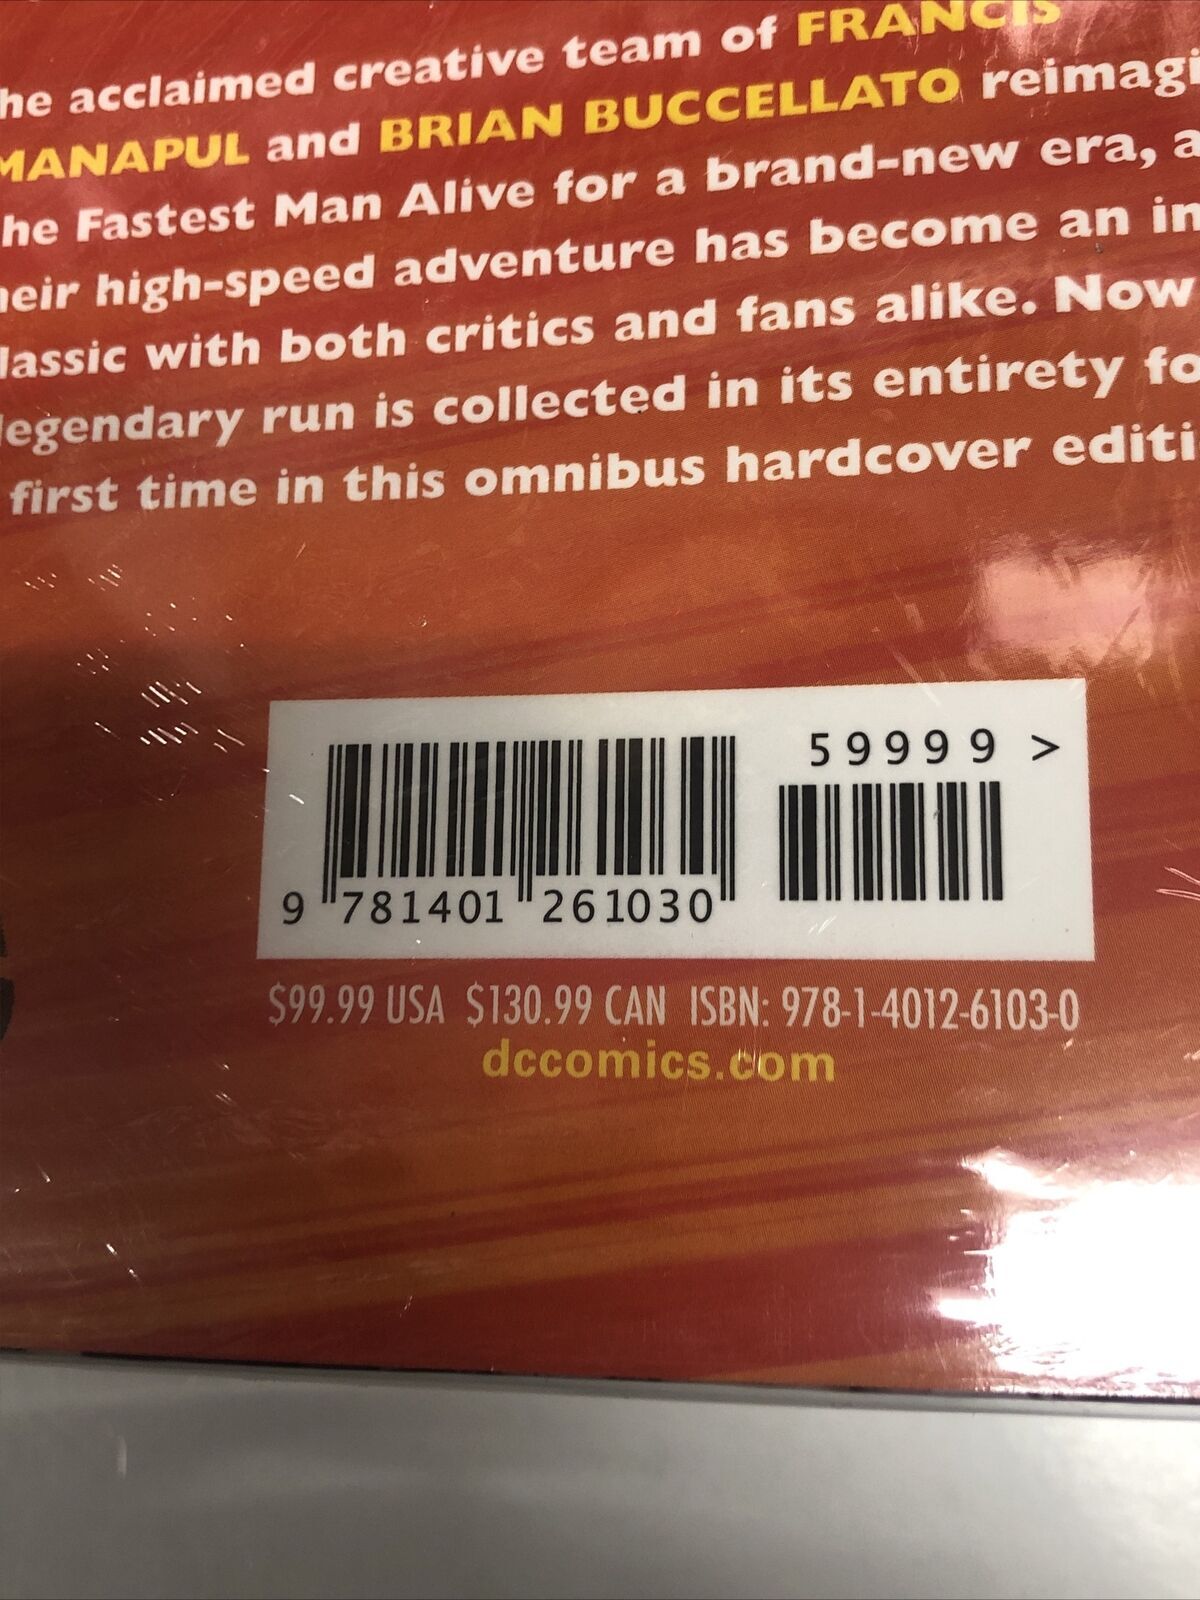 he acclaimed creative team of FRANCIS
MANAPUL and BRIAN BUCCELLATO reimagi
he Fastest Man Alive for a brand-new era, a
heir high-speed adventure has become an in
lassic with both critics and fans alike. Now
legendary run is collected in its entirety fo
first time in this omnibus hardcover editi
59999 >
9 781401 261030
$99.99 USA $130.99 CAN ISBN: 978-1-4012-6103-0
dccomics.com